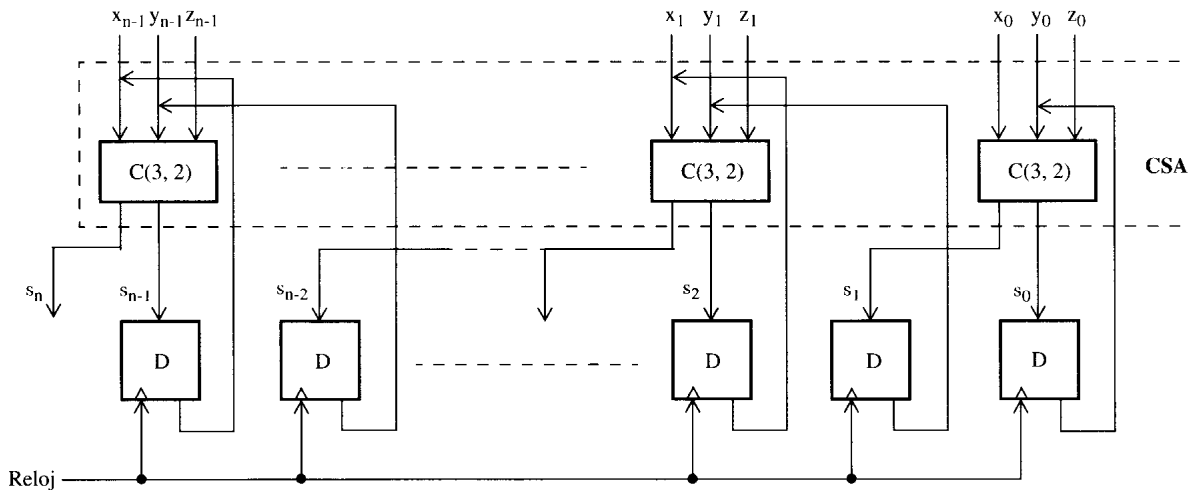 xₙ₋₁ yₙ₋₁ zₙ₋₁ x₁ y₁ z₁ x₀ y₀ z₀
C(3, 2) C(3, 2) C(3, 2) CSA
sₙ sₙ₋₁ sₙ₋₂ s₂ s₁ s₀
D D D D D
Reloj